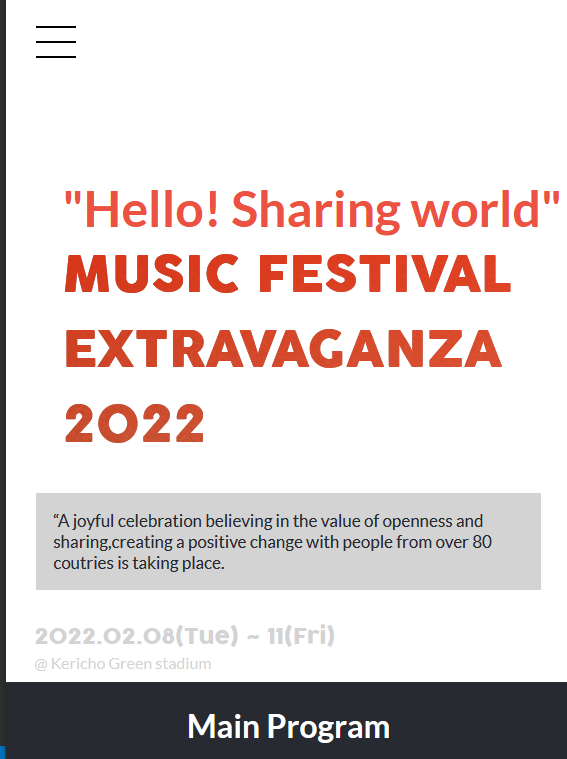 "Hello! Sharing world"
MUSIC FESTIVAL
EXTRAVAGANZA
2022
“A joyful celebration believing in the value of openness and
sharing,creating a positive change with people from over 80
coutries is taking place.
2022.02.08(Tue) ~ 11(Fri)
@ Kericho Green stadium
Main Program